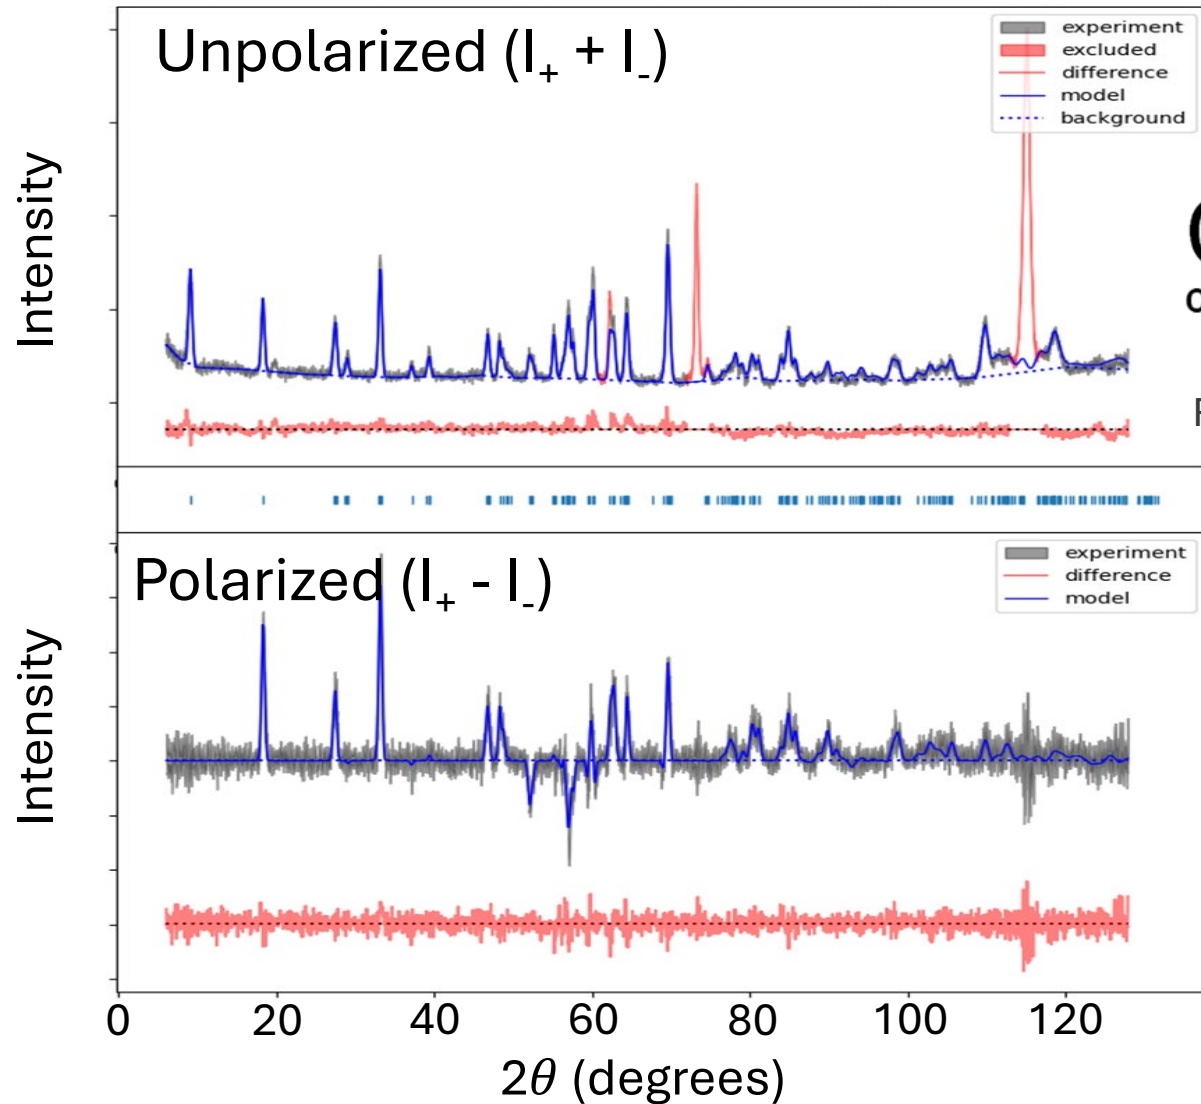 Unpolarized (I₊ + I₋)
experiment
excluded
difference
model
background
Intensity
Polarized (I₊ - I₋)
experiment
difference
model
Intensity
0 20 40 60 80 100 120
2θ (degrees)